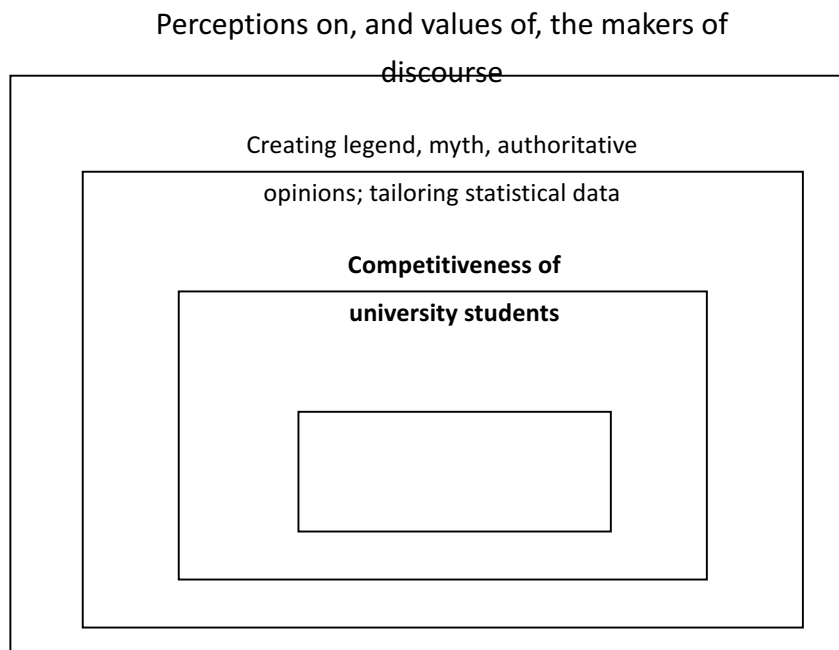 Perceptions on, and values of, the makers of
discourse
Creating legend, myth, authoritative
opinions; tailoring statistical data
Competitiveness of
university students